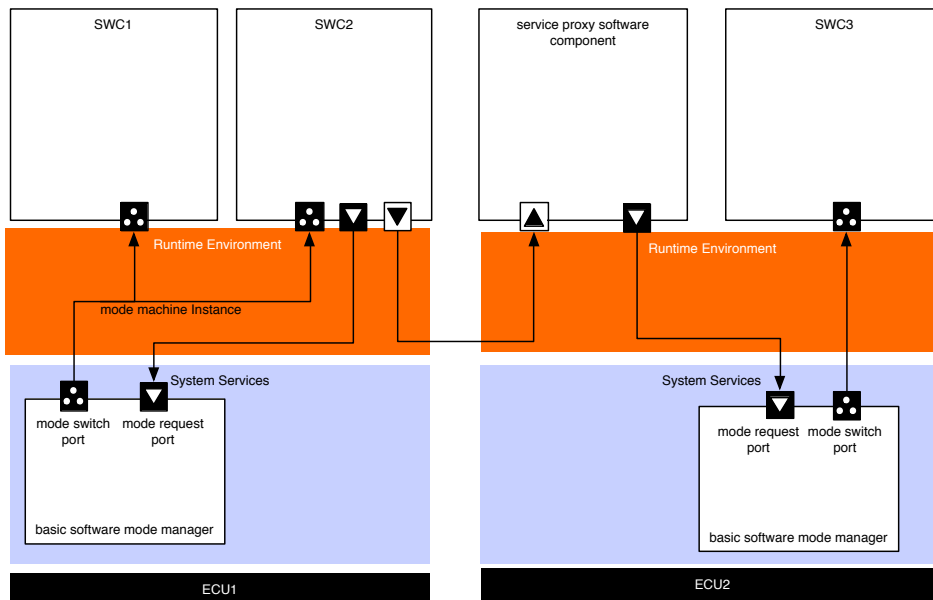 SWC1
SWC2
service proxy software
component
SWC3
Runtime Environment
Runtime Environment
mode machine Instance
System Services
System Services
mode switch
port
mode request
port
mode request
port
mode switch
port
basic software mode manager
basic software mode manager
ECU1
ECU2